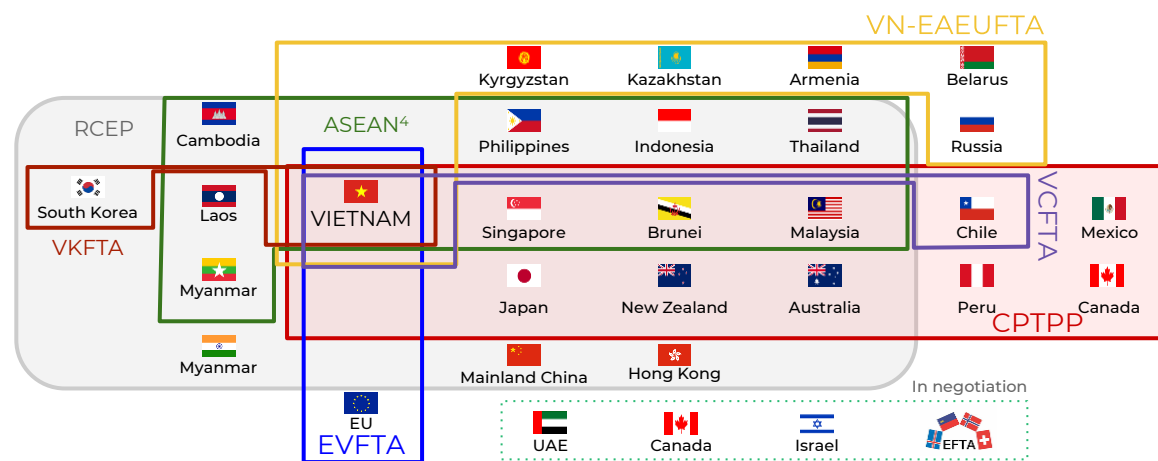 VN-EAEUFTA
Kyrgyzstan
Kazakhstan
Armenia
Belarus
RCEP
Cambodia
ASEAN⁴
Philippines
Indonesia
Thailand
Russia
South Korea
Laos
VIETNAM
Singapore
Brunei
Malaysia
Chile
VCFTA
Mexico
VKFTA
Myanmar
Japan
New Zealand
Australia
Peru
Canada
CPTPP
Myanmar
Mainland China
Hong Kong
In negotiation
EU
EVFTA
UAE
Canada
Israel
EFTA